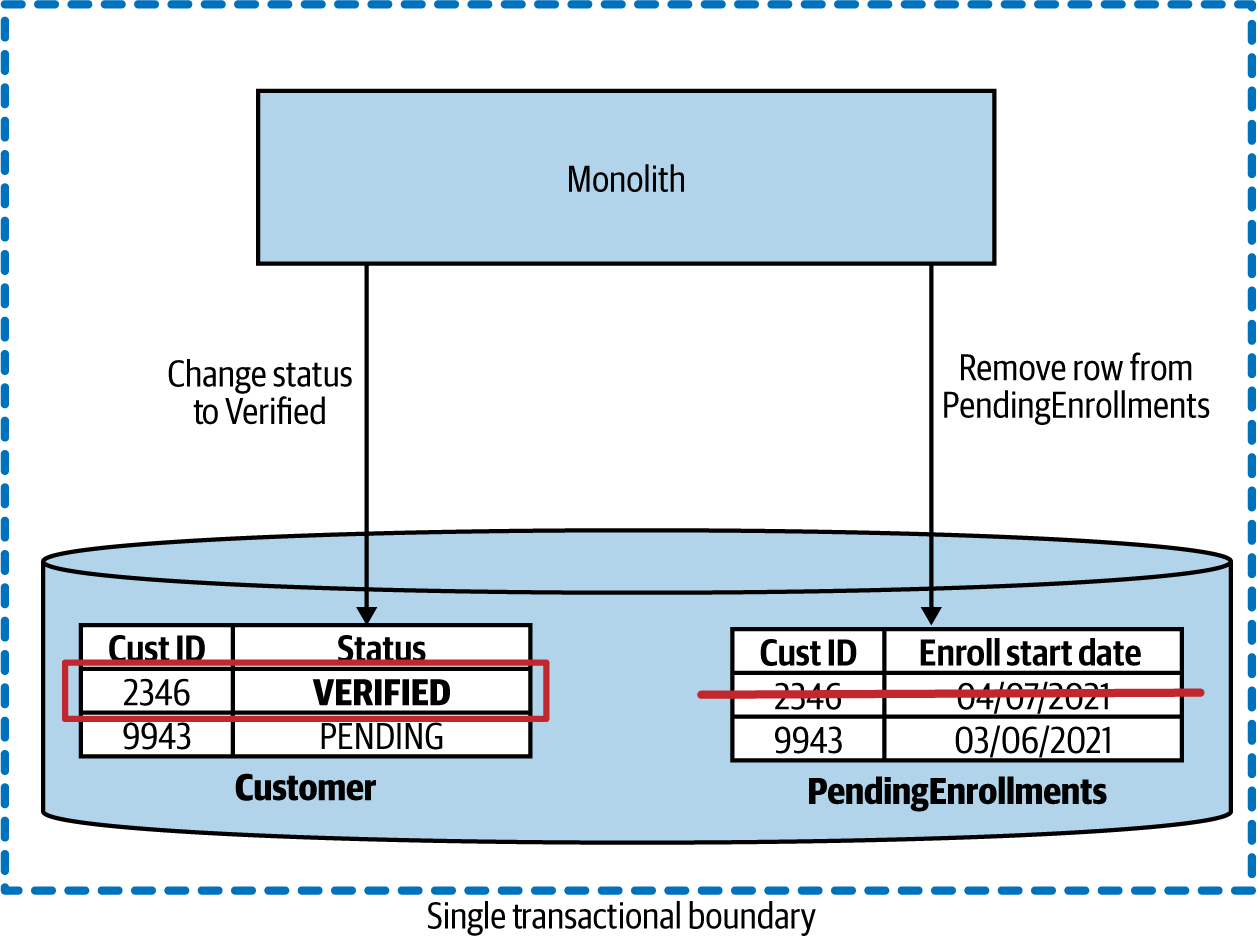 Monolith
Change status
to Verified
Remove row from
PendingEnrollments
Cust ID Status
2346 VERIFIED
9943 PENDING
Customer
Cust ID Enroll start date
2346 04/07/2021
9943 03/06/2021
PendingEnrollments
Single transactional boundary